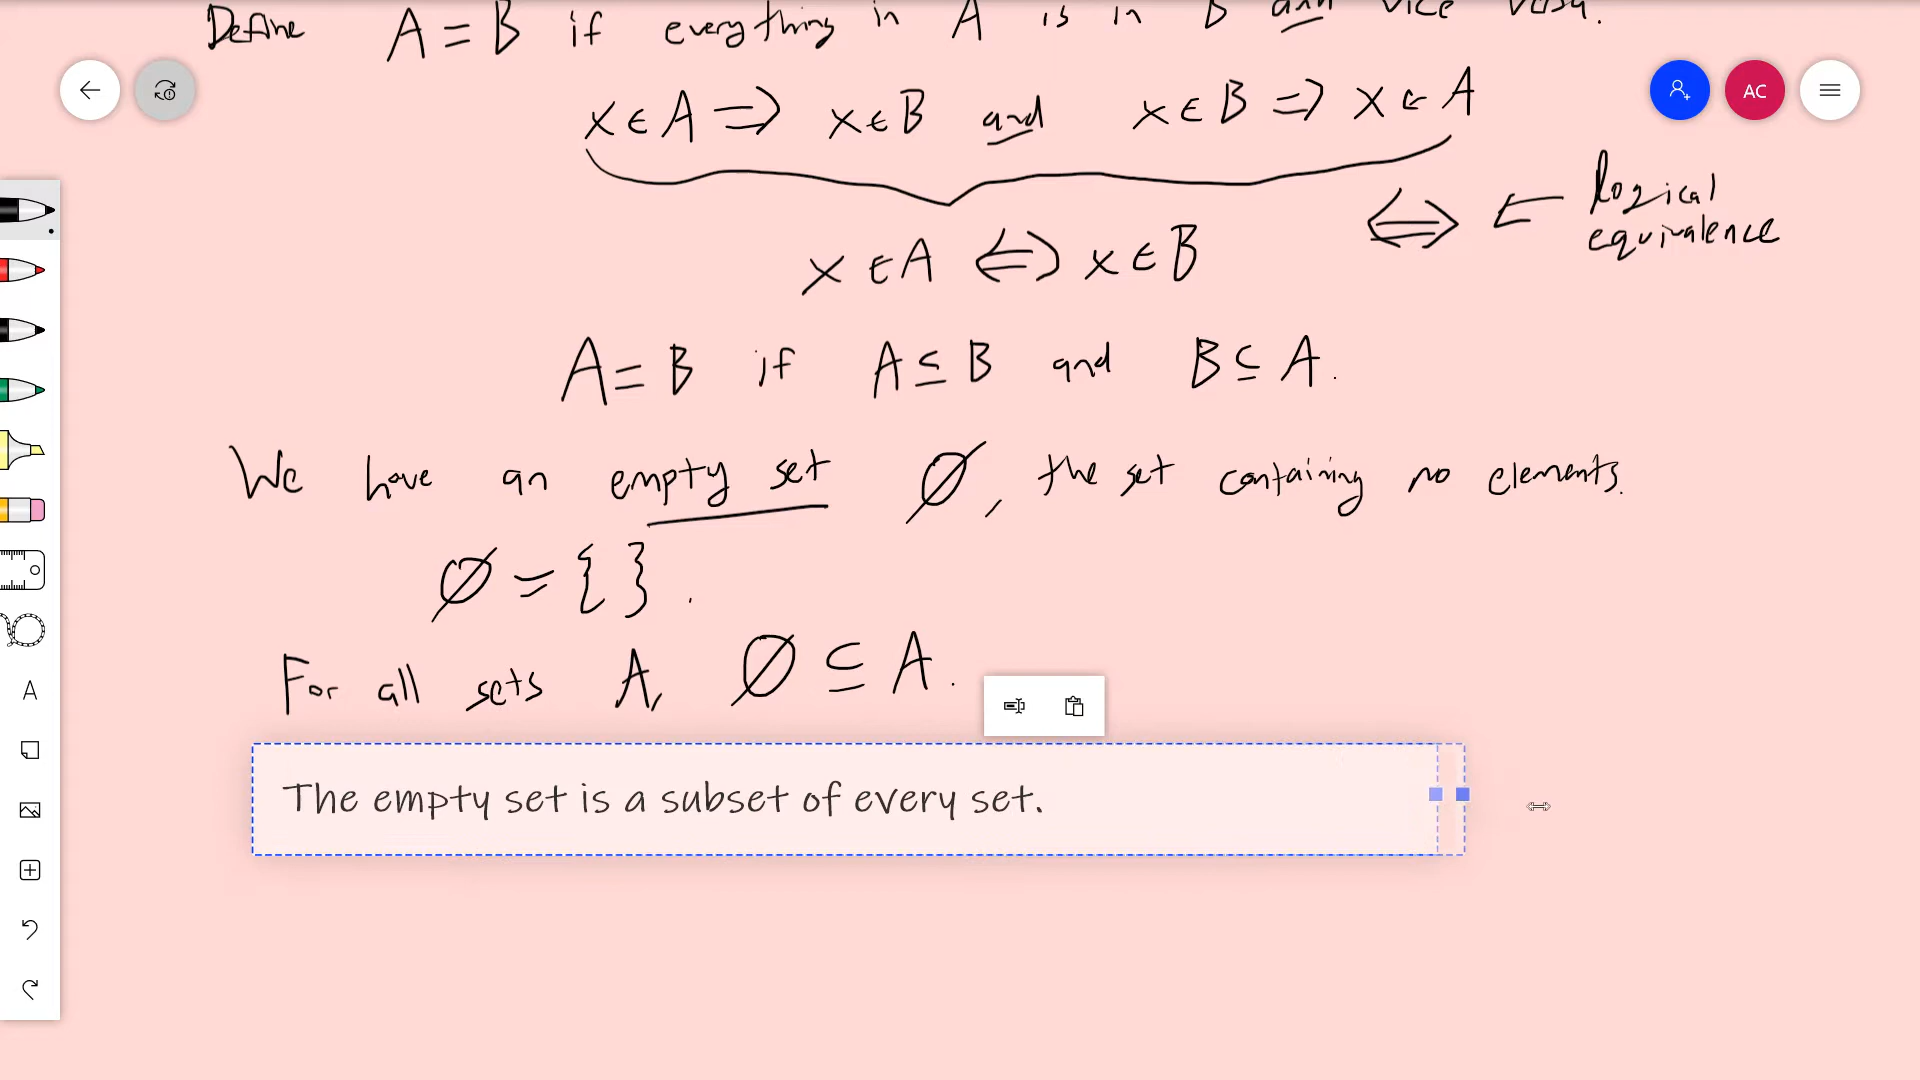 Define A = B if everything in A is in B and vice versa.
x ∈ A ⟹ x ∈ B and x ∈ B ⟹ x ∈ A
AC
⟺ ← logical
equivalence
x ∈ A ⟺ x ∈ B
A = B if A ⊆ B and B ⊆ A.
We have an empty set ∅, the set containing no elements.
∅ = { }.
For all sets A, ∅ ⊆ A.
The empty set is a subset of every set.
A